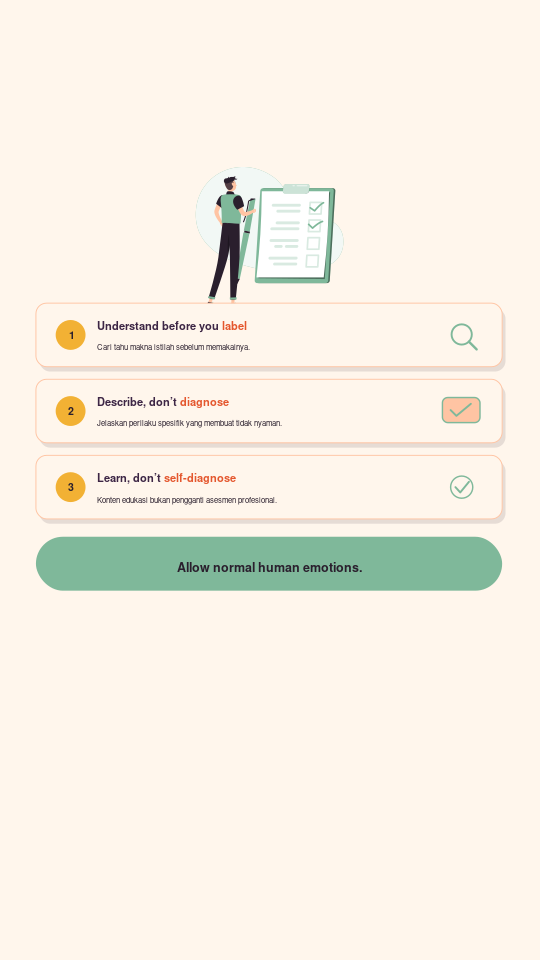 1
Understand before you label
Cari tahu makna istilah sebelum memakainya.
2
Describe, don't diagnose
Jelaskan perilaku spesifik yang membuat tidak nyaman.
3
Learn, don't self-diagnose
Konten edukasi bukan pengganti asesmen profesional.
Allow normal human emotions.